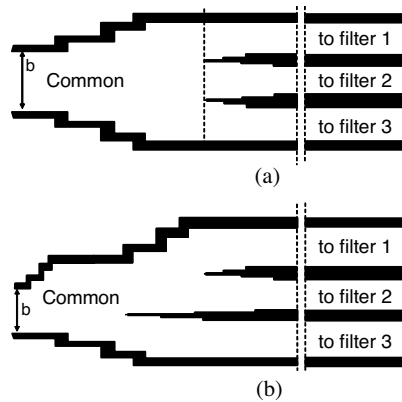 to filter 1
b
Common
to filter 2
to filter 3
(a)
to filter 1
Common
to filter 2
b
to filter 3
(b)